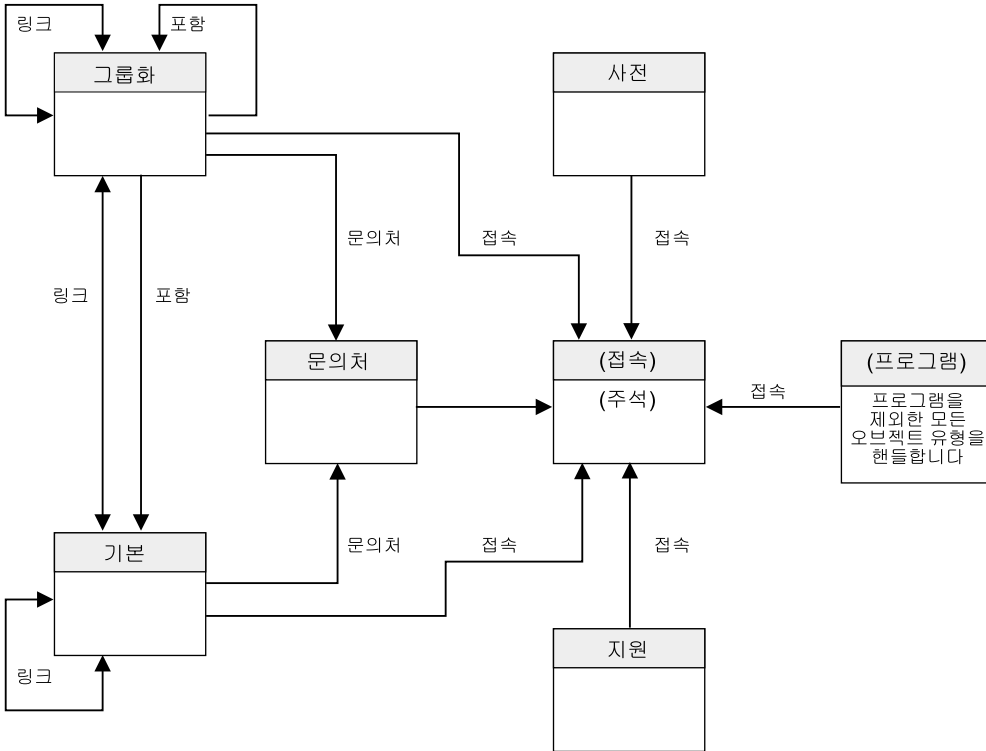 링크
포함
그룹화
사전
문의처
접속
접속
링크
포함
문의처
(접속)
(주석)
접속
(프로그램)
프로그램을
제외한 모든
오브젝트 유형을
핸들합니다
기본
문의처
접속
접속
지원
링크